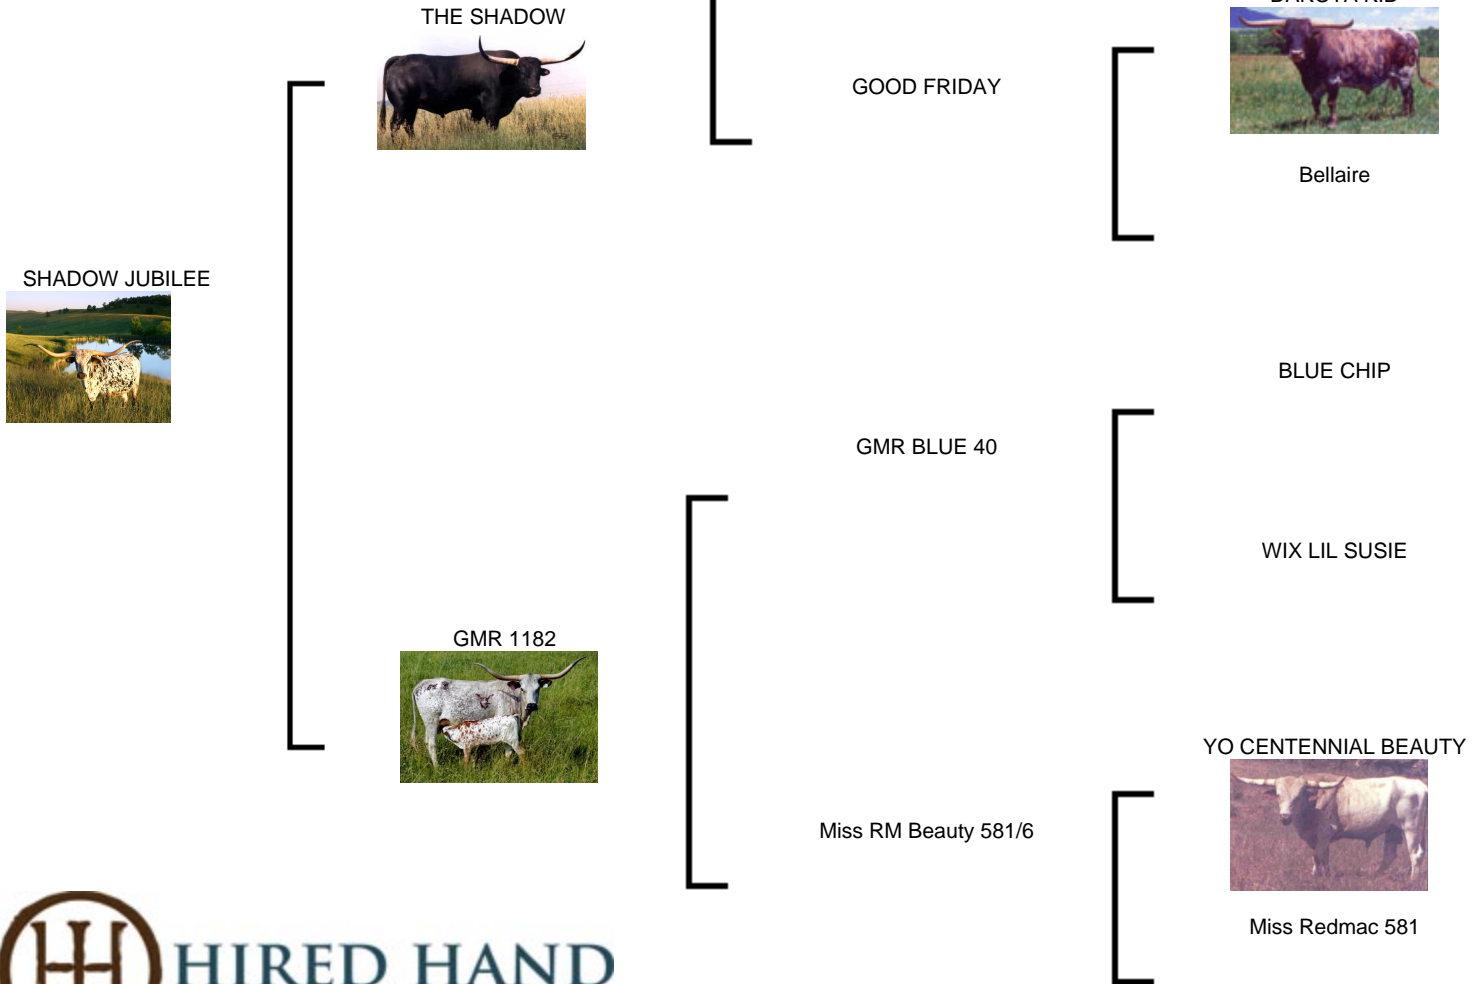 THE SHADOW
GOOD FRIDAY
Bellaire
SHADOW JUBILEE
BLUE CHIP
GMR BLUE 40
WIX LIL SUSIE
GMR 1182
YO CENTENNIAL BEAUTY
Miss RM Beauty 581/6
Miss Redmac 581
HIRED HAND